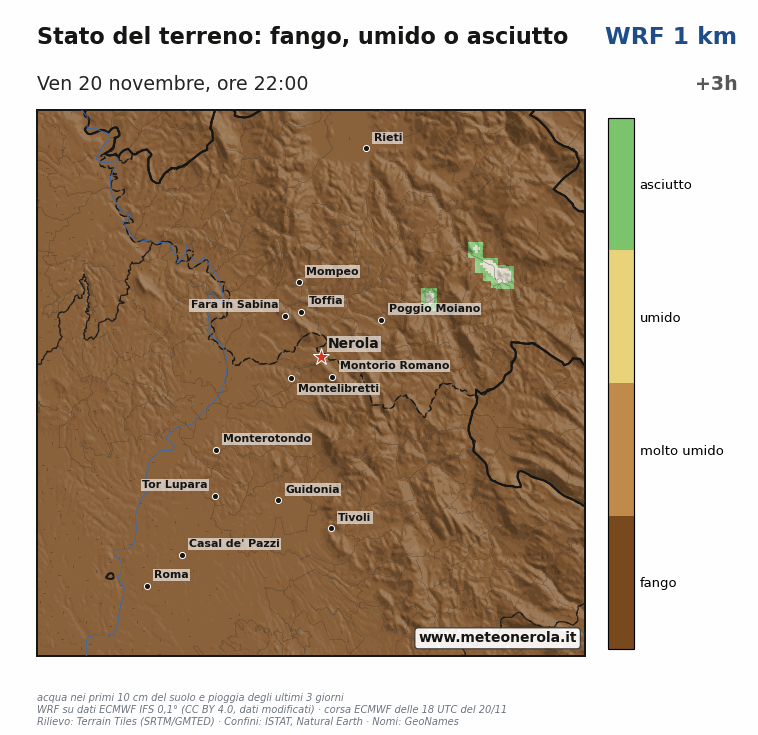 Stato del terreno: fango, umido o asciutto
WRF 1 km
Ven 20 novembre, ore 22:00
+3h
Rieti
Mompeo
Toffia
Fara in Sabina
Poggio Moiano
Nerola
Montorio Romano
Montelibretti
Monterotondo
Tor Lupara
Guidonia
Tivoli
Casal de' Pazzi
Roma
www.meteonerola.it
asciutto
umido
molto umido
fango
acqua nei primi 10 cm del suolo e pioggia degli ultimi 3 giorni
WRF su dati ECMWF IFS 0,1° (CC BY 4.0, dati modificati) · corsa ECMWF delle 18 UTC del 20/11
Rilievo: Terrain Tiles (SRTM/GMTED) · Confini: ISTAT, Natural Earth · Nomi: GeoNames